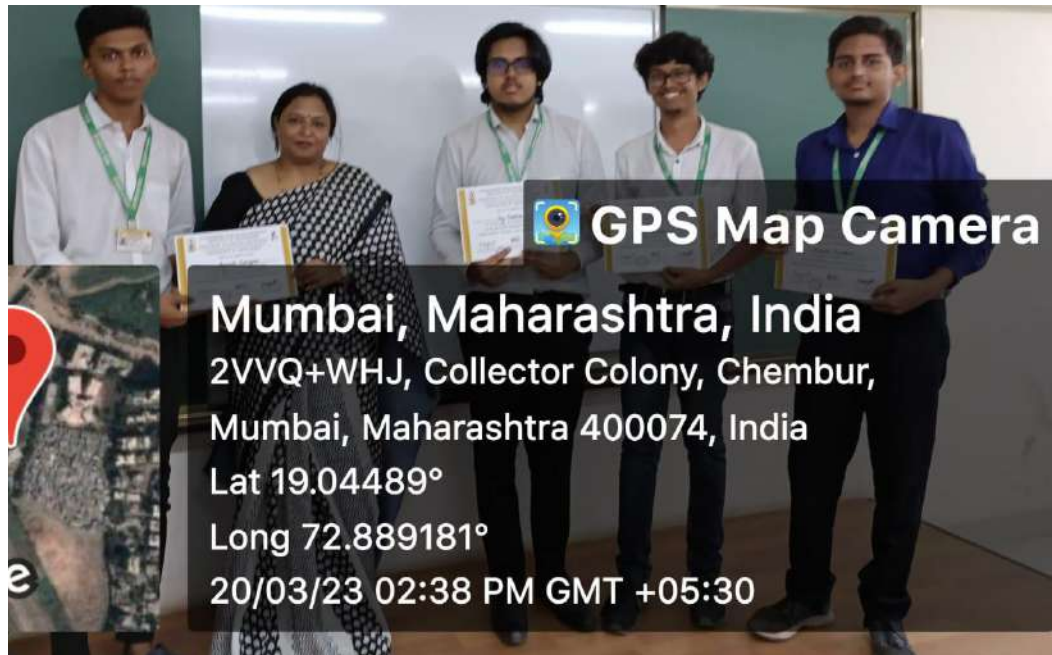 GPS Map Camera
Mumbai, Maharashtra, India
2VVQ+WHJ, Collector Colony, Chembur,
Mumbai, Maharashtra 400074, India
Lat 19.04489°
Long 72.889181°
20/03/23 02:38 PM GMT +05:30
e